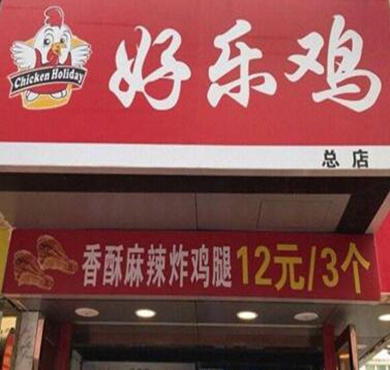 Chicken Holiday
好乐鸡
总店
香酥麻辣炸鸡腿12元/3个